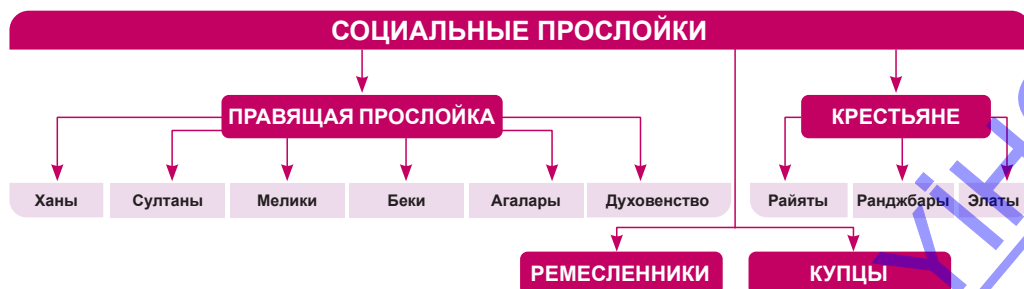 СОЦИАЛЬНЫЕ ПРОСЛОЙКИ
ПРАВЯЩАЯ ПРОСЛОЙКА
КРЕСТЬЯНЕ
Ханы
Султаны
Мелики
Беки
Агалары
Духовенство
Райяты
Ранджбары
Элаты
РЕМЕСЛЕННИКИ
КУПЦЫ